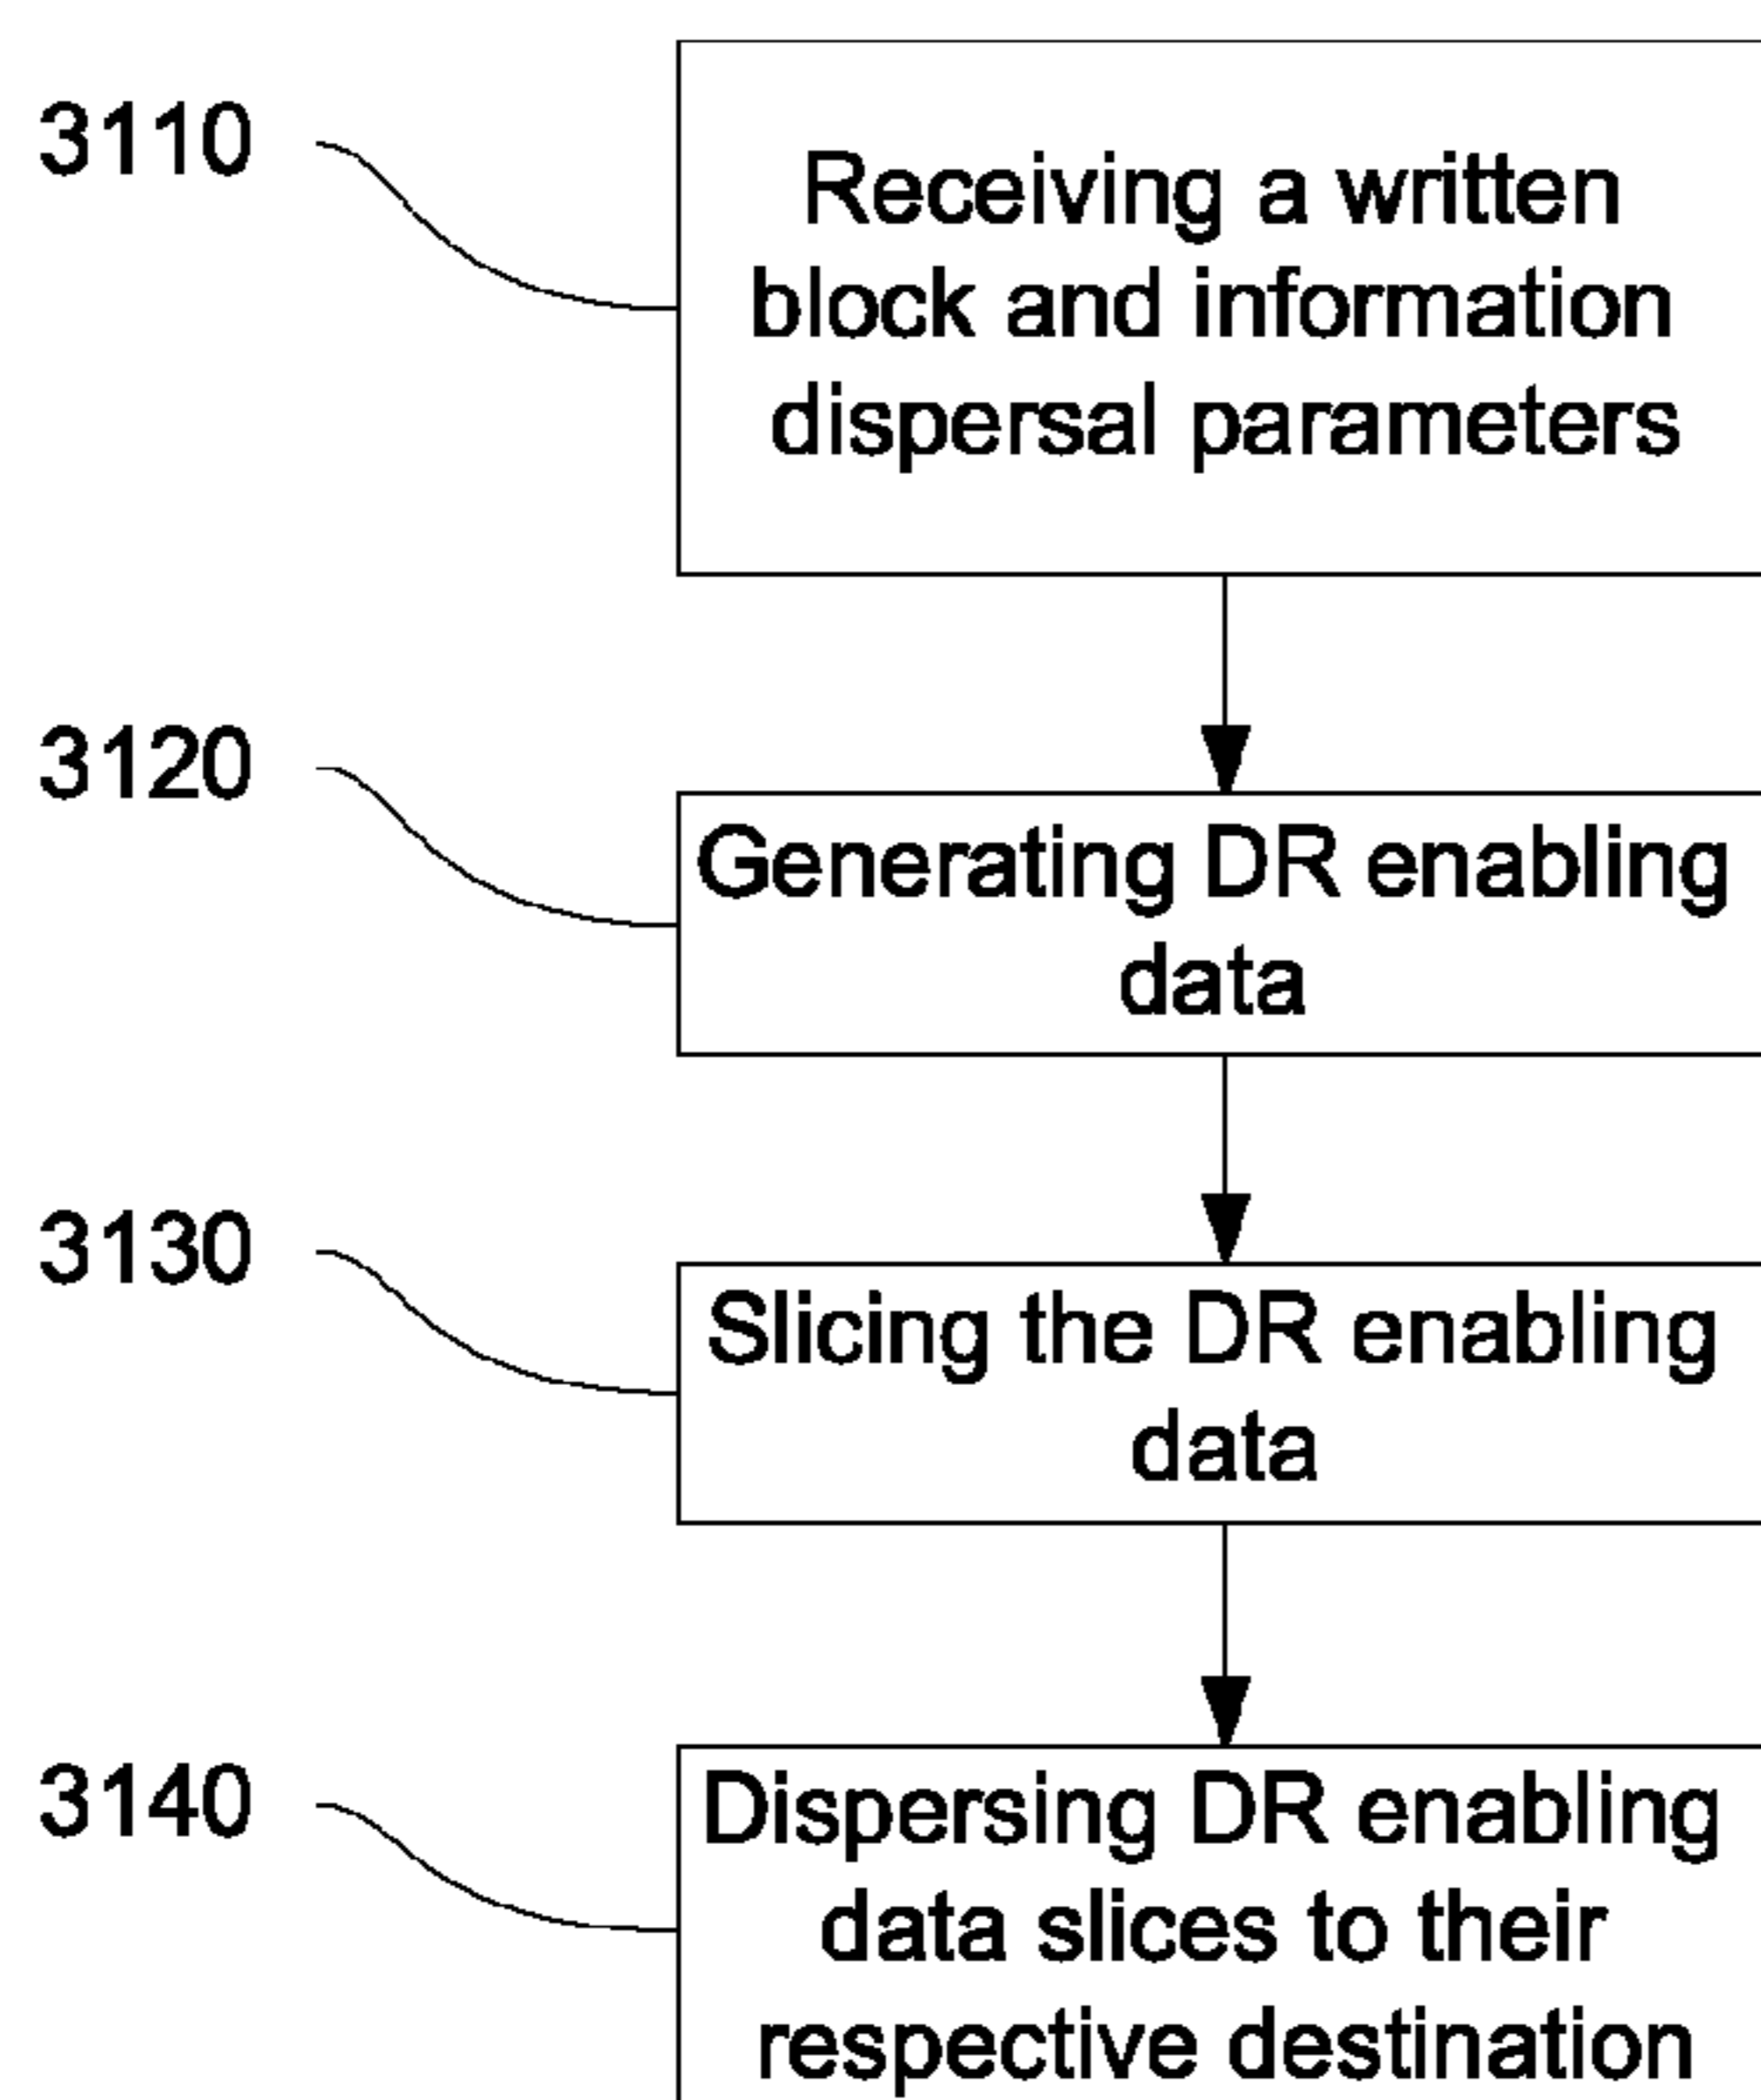 3110
Receiving a written
block and information
dispersal parameters
3120
Generating DR enabling
data
3130
Slicing the DR enabling
data
3140
Dispersing DR enabling
data slices to their
respective destination